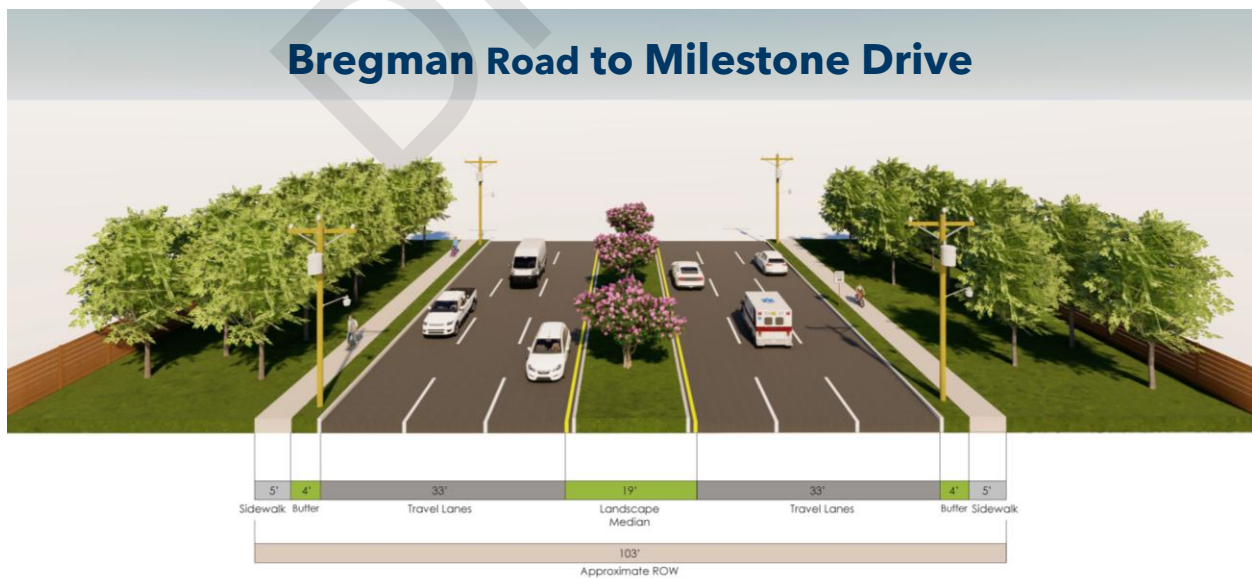 Bregman Road to Milestone Drive
5' 4' 33' 19' 33' 4' 5'
Sidewalk Buffer Travel Lanes Landscape Travel Lanes Buffer Sidewalk
Median
103'
Approximate ROW